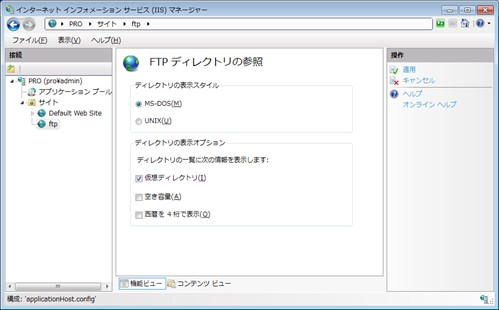 インターネット インフォメーション サービス (IIS) マネージャー
PRO ▸ サイト ▸ ftp ▸
ファイル(F) 表示(V) ヘルプ(H)
接続
PRO (pro¥admin)
アプリケーション プール
サイト
Default Web Site
ftp
FTP ディレクトリの参照
ディレクトリの表示スタイル
MS-DOS(M)
UNIX(U)
ディレクトリの表示オプション
ディレクトリの一覧に次の情報を表示します:
仮想ディレクトリ(I)
空き容量(A)
西暦を 4 桁で表示(O)
機能ビュー コンテンツ ビュー
操作
適用
キャンセル
ヘルプ
オンライン ヘルプ
構成: 'applicationHost.config'